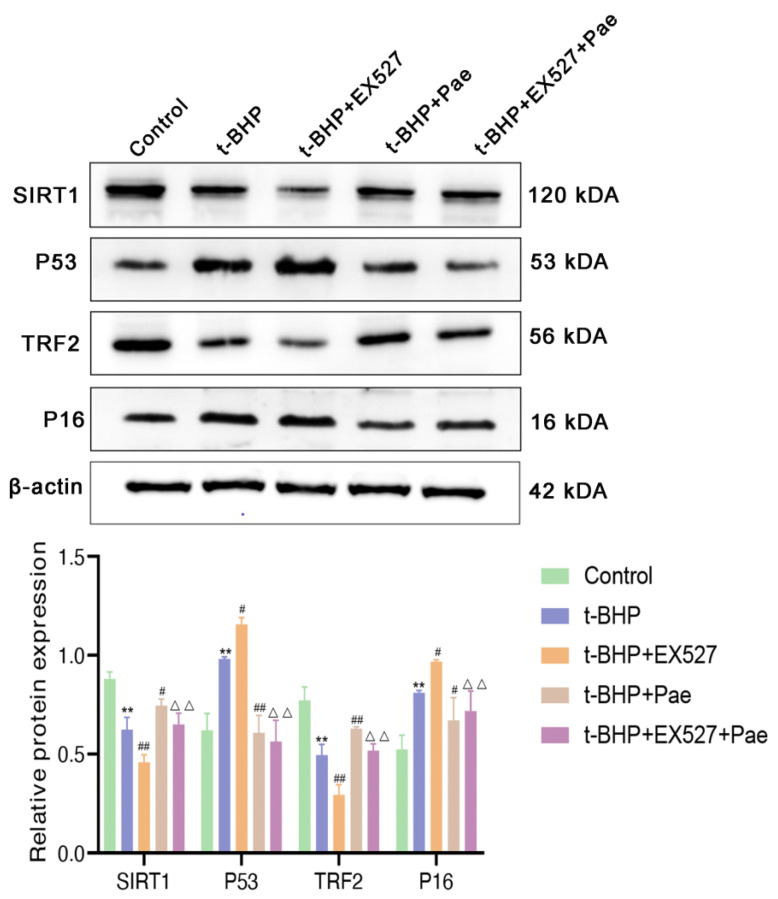 Control
t-BHP
t-BHP+EX527
t-BHP+Pae
t-BHP+EX527+Pae
SIRT1 120 kDA
P53 53 kDA
TRF2 56 kDA
P16 16 kDA
β-actin 42 kDA
Relative protein expression
1.5
1.0
0.5
0.0
** ## # △ △
** # ## △ △
** ## ## △ △
** # # △ △
SIRT1 P53 TRF2 P16
Control
t-BHP
t-BHP+EX527
t-BHP+Pae
t-BHP+EX527+Pae